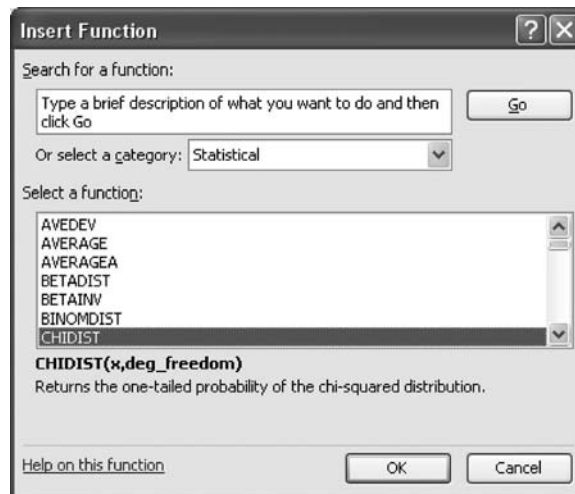 Insert Function
Search for a function:
Type a brief description of what you want to do and then
click Go
Go
Or select a category: Statistical
Select a function:
AVEDEV
AVERAGE
AVERAGEA
BETADIST
BETAINV
BINOMDIST
CHIDIST
CHIDIST(x,deg_freedom)
Returns the one-tailed probability of the chi-squared distribution.
Help on this function
OK
Cancel